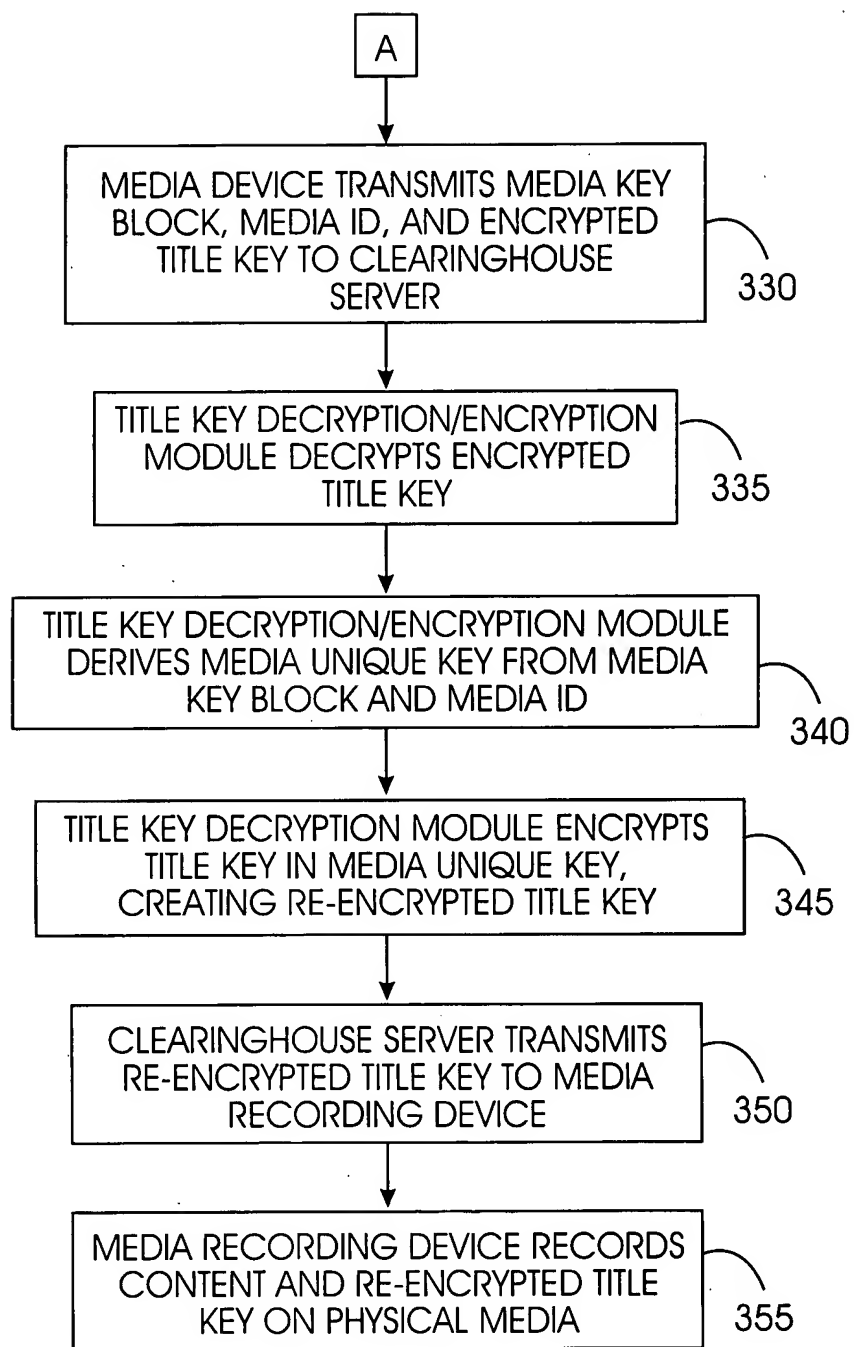 A
MEDIA DEVICE TRANSMITS MEDIA KEY
BLOCK, MEDIA ID, AND ENCRYPTED
TITLE KEY TO CLEARINGHOUSE
SERVER
330
TITLE KEY DECRYPTION/ENCRYPTION
MODULE DECRYPTS ENCRYPTED
TITLE KEY
335
TITLE KEY DECRYPTION/ENCRYPTION MODULE
DERIVES MEDIA UNIQUE KEY FROM MEDIA
KEY BLOCK AND MEDIA ID
340
TITLE KEY DECRYPTION MODULE ENCRYPTS
TITLE KEY IN MEDIA UNIQUE KEY,
CREATING RE-ENCRYPTED TITLE KEY
345
CLEARINGHOUSE SERVER TRANSMITS
RE-ENCRYPTED TITLE KEY TO MEDIA
RECORDING DEVICE
350
MEDIA RECORDING DEVICE RECORDS
CONTENT AND RE-ENCRYPTED TITLE
KEY ON PHYSICAL MEDIA
355